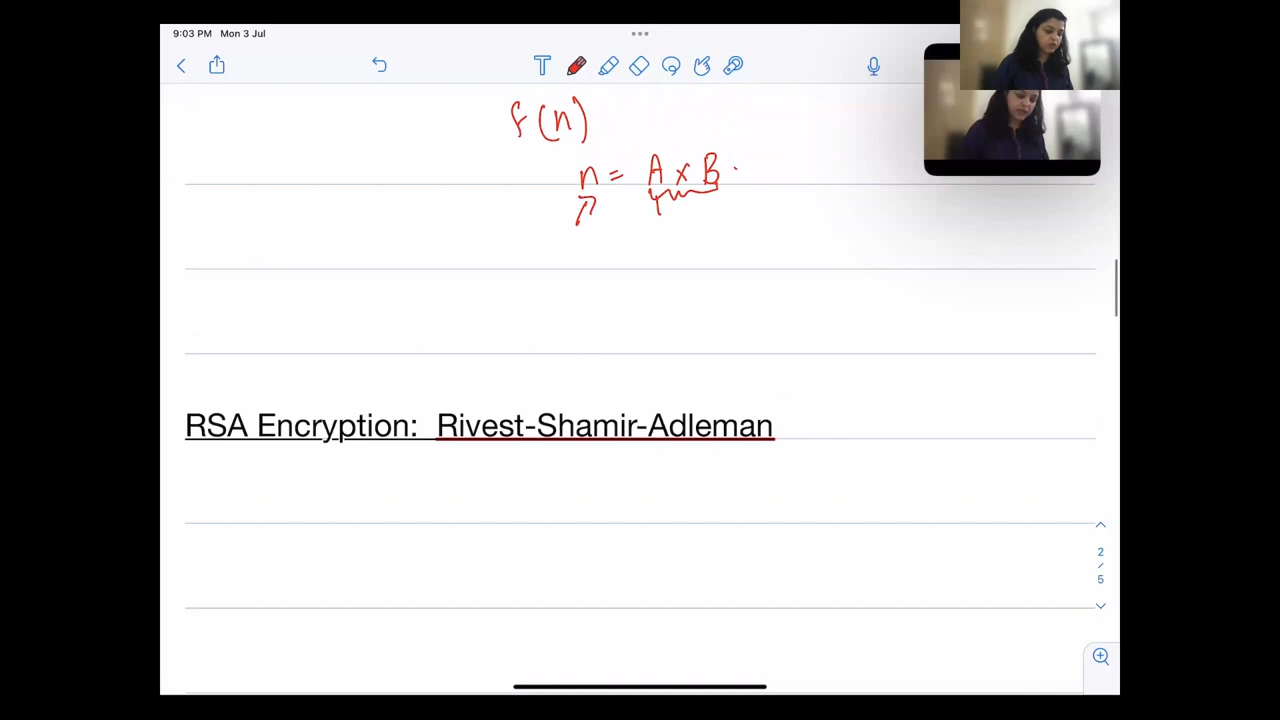 9:03 PM Mon 3 Jul
T
f(n)
n = A x B
RSA Encryption: Rivest-Shamir-Adleman
2
/
5